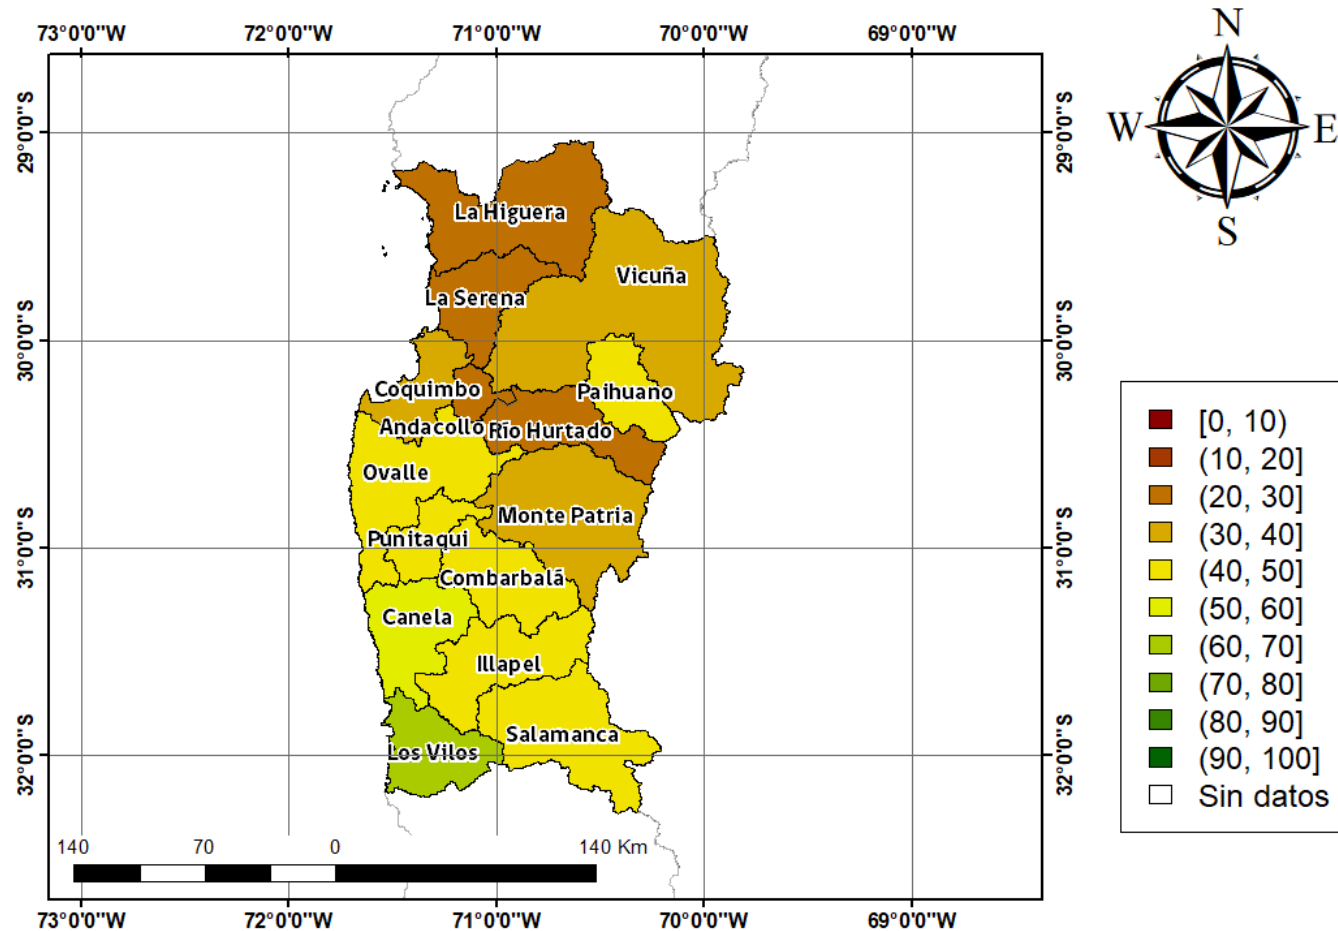 73°0'0"W 72°0'0"W 71°0'0"W 70°0'0"W 69°0'0"W
N
W E
S
29°0'0"S 29°0'0"S
La Higuera
Vicuña
La Serena
30°0'0"S 30°0'0"S
Coquimbo Paihuano
Andacollo Río Hurtado
Ovalle
Monte Patria
Punitaqui
31°0'0"S 31°0'0"S
Combarbalá
Canela
Illapel
Salamanca
Los Vilos
32°0'0"S 32°0'0"S
[0, 10)
(10, 20]
(20, 30]
(30, 40]
(40, 50]
(50, 60]
(60, 70]
(70, 80]
(80, 90]
(90, 100]
Sin datos
140 70 0 140 Km
73°0'0"W 72°0'0"W 71°0'0"W 70°0'0"W 69°0'0"W